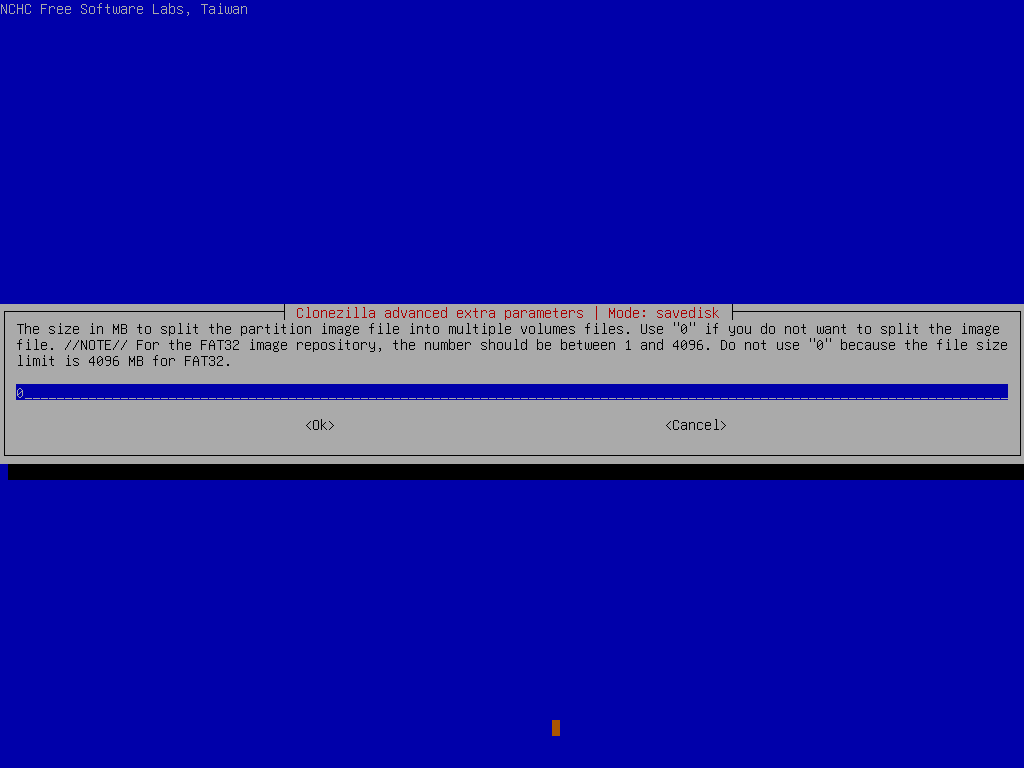 NCHC Free Software Labs, Taiwan
Clonezilla advanced extra parameters | Mode: savedisk
The size in MB to split the partition image file into multiple volumes files. Use "0" if you do not want to split the image
file. //NOTE// For the FAT32 image repository, the number should be between 1 and 4096. Do not use "0" because the file size
limit is 4096 MB for FAT32.
0
<Ok> <Cancel>